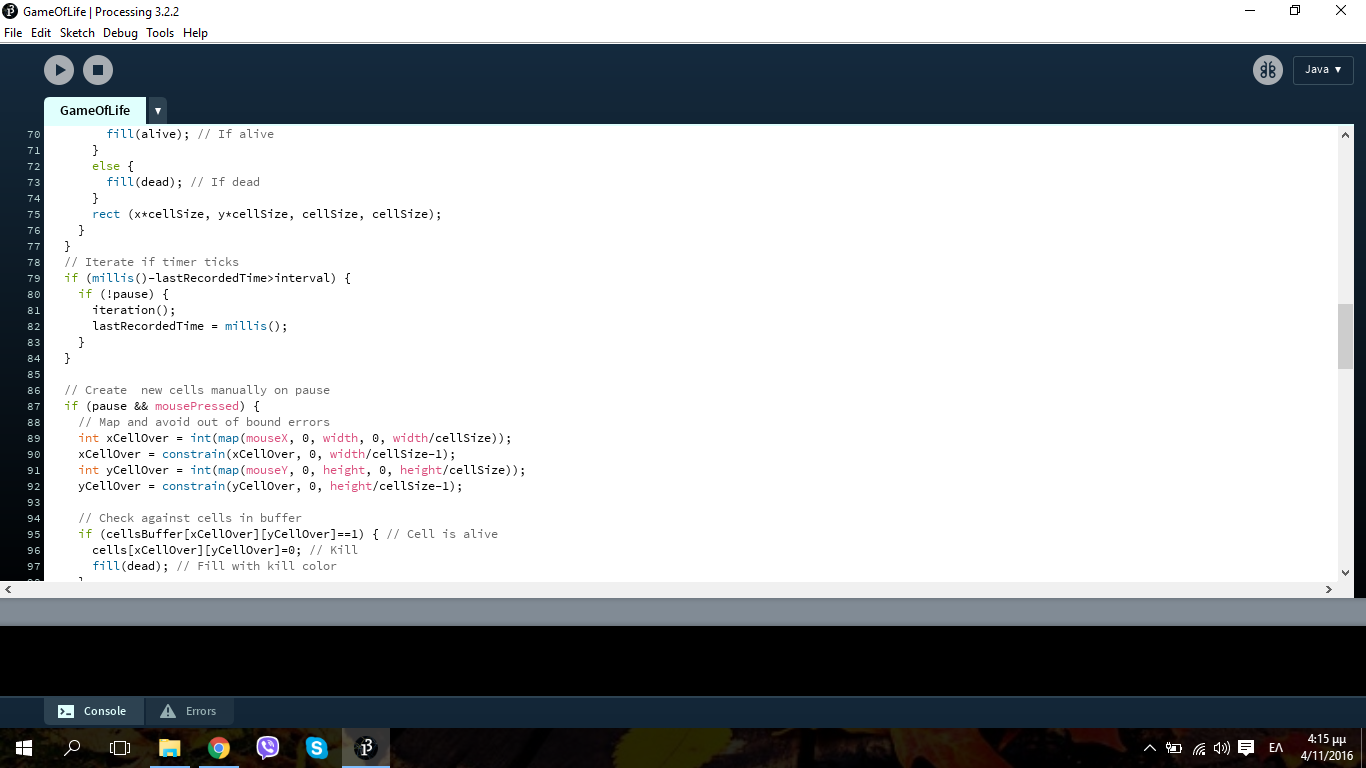 GameOfLife | Processing 3.2.2
File Edit Sketch Debug Tools Help
Java ▼
GameOfLife ▼
70 fill(alive); // If alive
71 }
72 else {
73 fill(dead); // If dead
74 }
75 rect (x*cellSize, y*cellSize, cellSize, cellSize);
76 }
77 }
78 // Iterate if timer ticks
79 if (millis()-lastRecordedTime>interval) {
80 if (!pause) {
81 iteration();
82 lastRecordedTime = millis();
83 }
84 }
85
86 // Create  new cells manually on pause
87 if (pause && mousePressed) {
88 // Map and avoid out of bound errors
89 int xCellOver = int(map(mouseX, 0, width, 0, width/cellSize));
90 xCellOver = constrain(xCellOver, 0, width/cellSize-1);
91 int yCellOver = int(map(mouseY, 0, height, 0, height/cellSize));
92 yCellOver = constrain(yCellOver, 0, height/cellSize-1);
93
94 // Check against cells in buffer
95 if (cellsBuffer[xCellOver][yCellOver]==1) { // Cell is alive
96 cells[xCellOver][yCellOver]=0; // Kill
97 fill(dead); // Fill with kill color
Console Errors
ΕΛ
4:15 μμ
4/11/2016